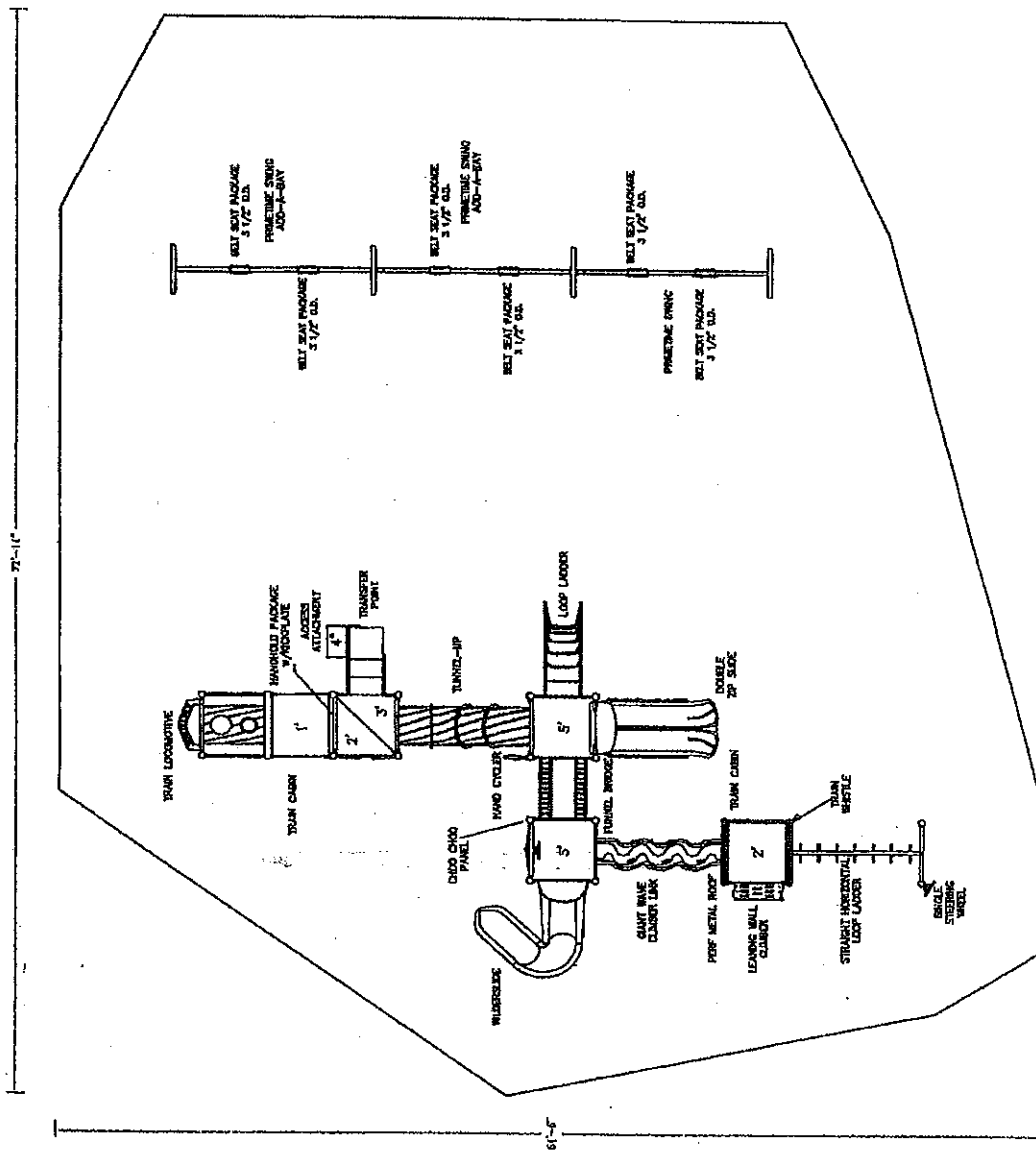 BELT SEAT PACKAGE
3 1/2" O.D.
PRIMETIME SWING
ADD-A-BAY
BELT SEAT PACKAGE
3 1/2" O.D.
BELT SEAT PACKAGE
3 1/2" O.D.
PRIMETIME SWING
ADD-A-BAY
BELT SEAT PACKAGE
3 1/2" O.D.
BELT SEAT PACKAGE
3 1/2" O.D.
PRIMETIME SWING
BELT SEAT PACKAGE
3 1/2" O.D.
TRAIN LOCOMOTIVE
TRAIN CABIN
1'
HANDHOLD PACKAGE
W/KICKPLATE
ACCESS
ATTACHMENT
4"
TRANSFER
POINT
2'
3'
TUNNEL-UP
LOOP LADDER
HAND CYCLER
5'
DOUBLE
ZIP SLIDE
CHOO CHOO
PANEL
5'
FUNNEL BRIDGE
TRAIN CABIN
TRAIN
WHISTLE
WILDERSLIDE
GIANT WAVE
CLIMBER LINK
PERF METAL ROOF
2'
LEANING WALL
CLIMBER
STRAIGHT HORIZONTAL
LOOP LADDER
SINGLE
STEERING
WHEEL